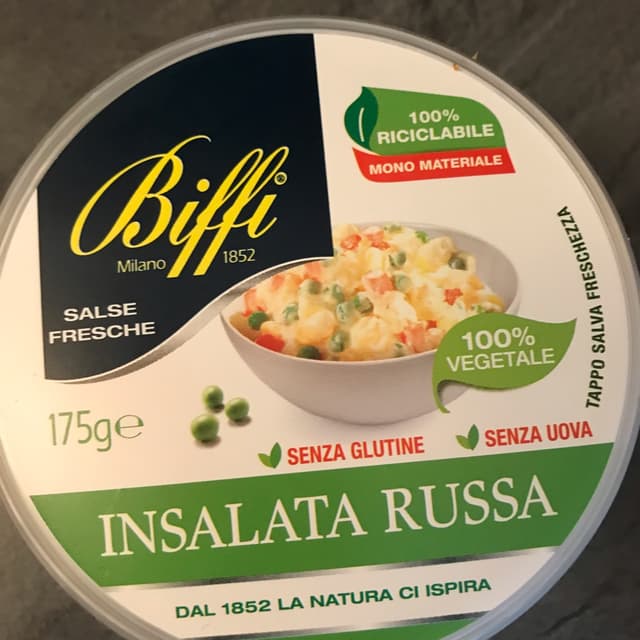 100%
RICICLABILE
MONO MATERIALE
Biffi®
Milano 1852
SALSE
FRESCHE
TAPPO SALVA FRESCHEZZA
100%
VEGETALE
175g℮
SENZA GLUTINE
SENZA UOVA
INSALATA RUSSA
DAL 1852 LA NATURA CI ISPIRA